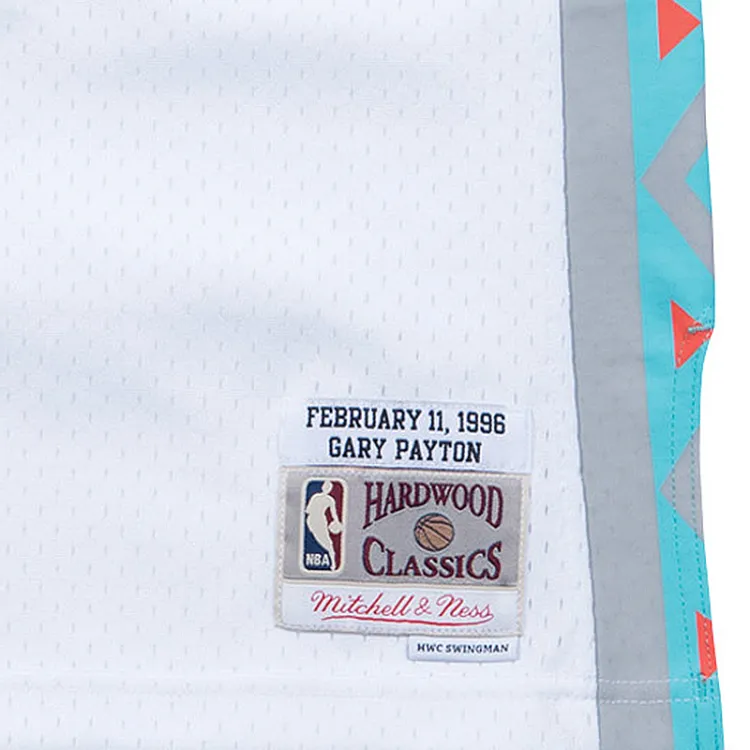 FEBRUARY 11, 1996
GARY PAYTON
HARDWOOD
CLASSICS
NBA
Mitchell & Ness
HWC SWINGMAN